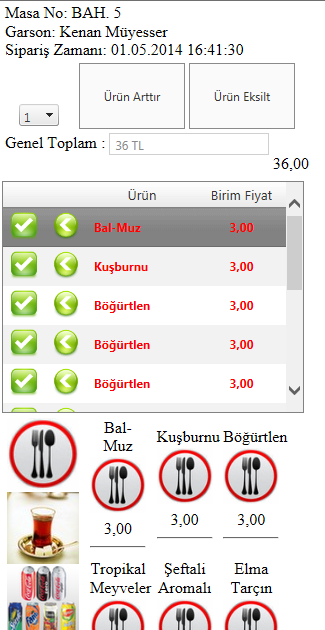 Masa No: BAH. 5
Garson: Kenan Müyesser
Sipariş Zamanı: 01.05.2014 16:41:30
1
Ürün Arttır
Ürün Eksilt
Genel Toplam : 36 TL
36,00
Ürün Birim Fiyat
Bal-Muz 3,00
Kuşburnu 3,00
Böğürtlen 3,00
Böğürtlen 3,00
Böğürtlen 3,00
Bal-
Muz
3,00
Kuşburnu
3,00
Böğürtlen
3,00
Tropikal
Meyveler
Şeftali
Aromalı
Elma
Tarçın